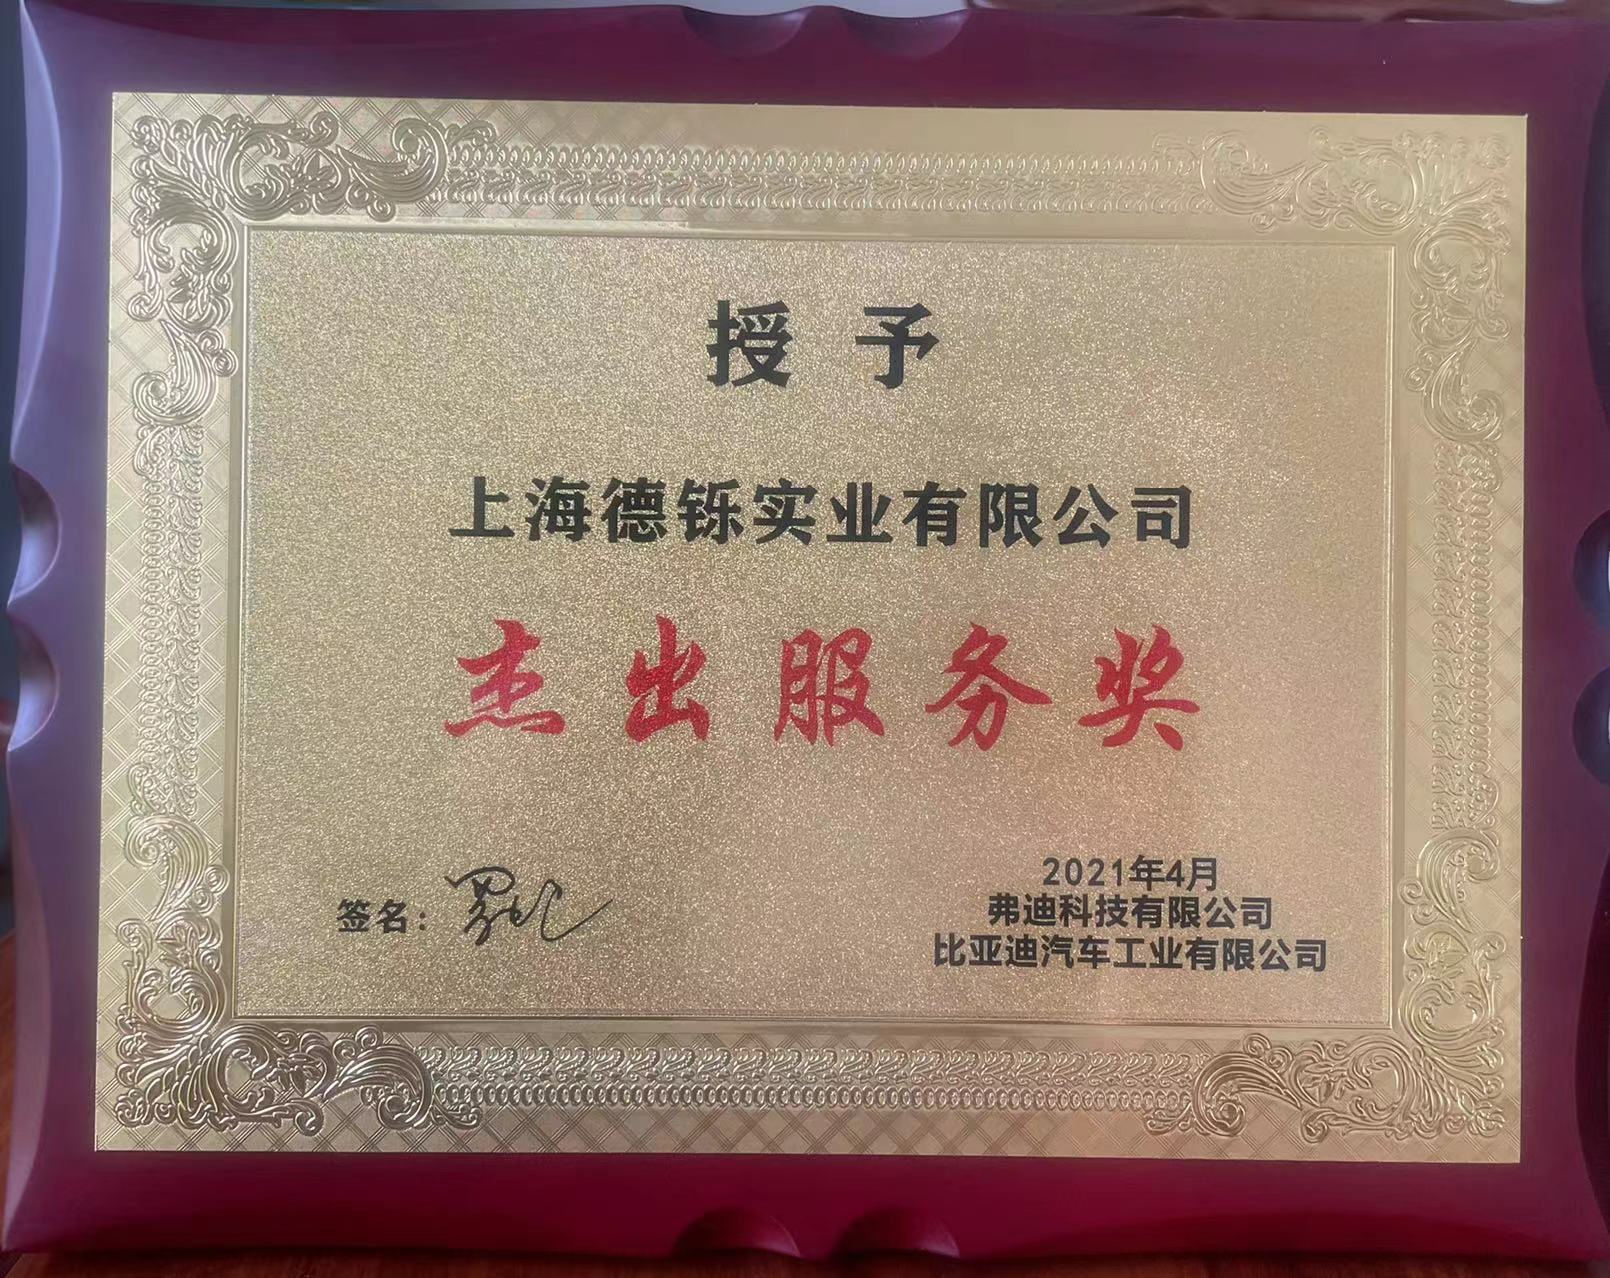 授予
上海德铄实业有限公司
杰出服务奖
签名：
2021年4月
弗迪科技有限公司
比亚迪汽车工业有限公司